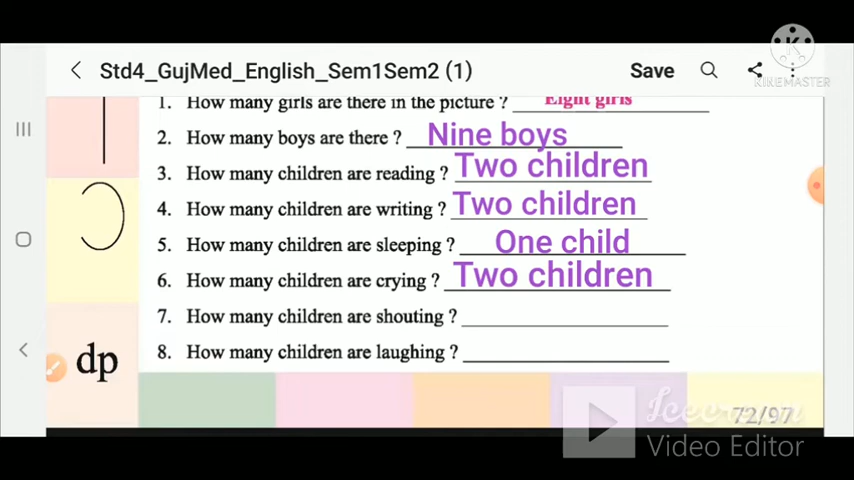 Std4_GujMed_English_Sem1Sem2 (1) Save
KINEMASTER
1. How many girls are there in the picture ? Eight girls
2. How many boys are there ? Nine boys
3. How many children are reading ? Two children
4. How many children are writing ? Two children
5. How many children are sleeping ? One child
6. How many children are crying ? Two children
7. How many children are shouting ?
8. How many children are laughing ?
dp
72/97
Icecream
Video Editor